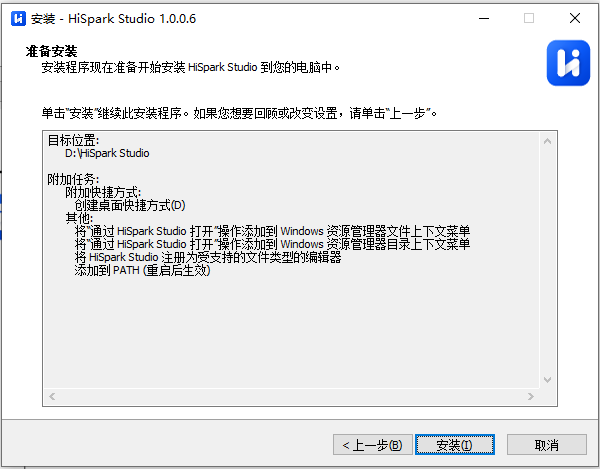 安装 - HiSpark Studio 1.0.0.6
准备安装
安装程序现在准备开始安装 HiSpark Studio 到您的电脑中。
单击“安装”继续此安装程序。如果您想要回顾或改变设置，请单击“上一步”。
目标位置:
D:\HiSpark Studio
附加任务:
附加快捷方式:
创建桌面快捷方式(D)
其他:
将“通过 HiSpark Studio 打开”操作添加到 Windows 资源管理器文件上下文菜单
将“通过 HiSpark Studio 打开”操作添加到 Windows 资源管理器目录上下文菜单
将 HiSpark Studio 注册为受支持的文件类型的编辑器
添加到 PATH (重启后生效)
< 上一步(B) 安装(I) 取消